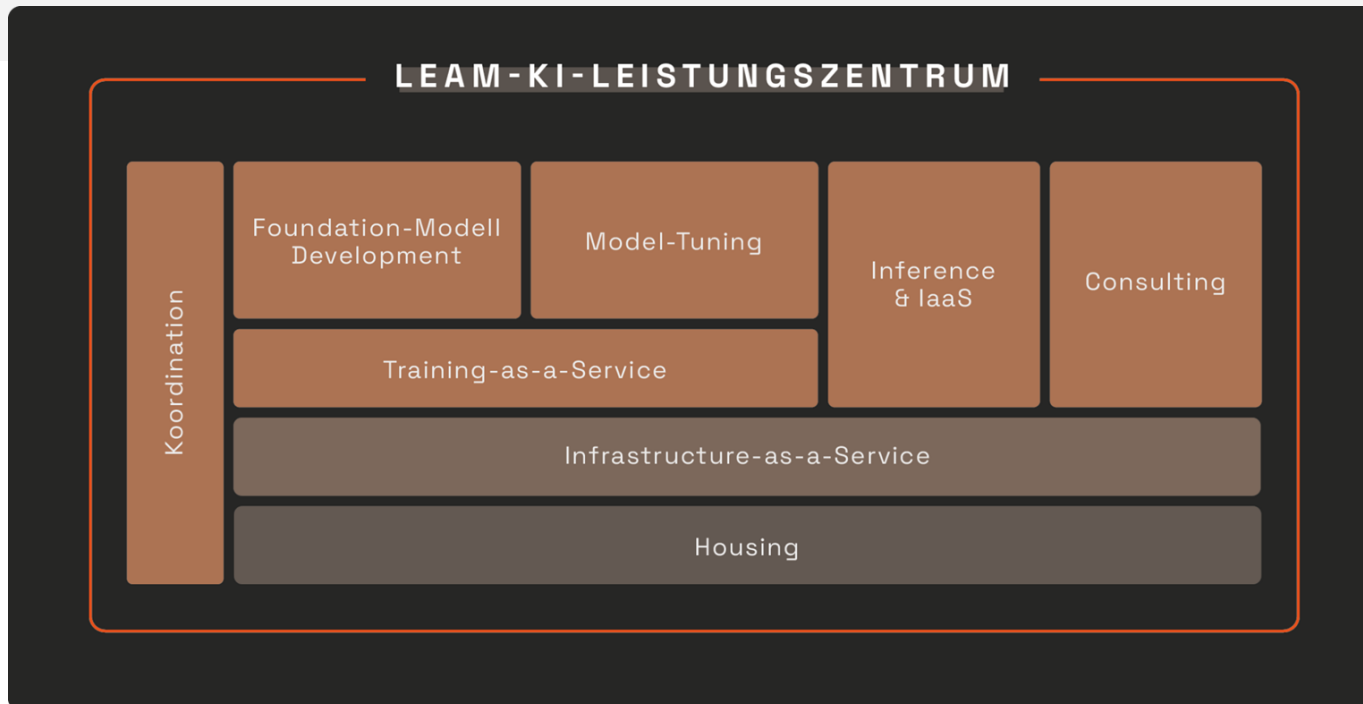 LEAM-KI-LEISTUNGSZENTRUM
Koordination
Foundation-Modell
Development
Model-Tuning
Inference
& IaaS
Consulting
Training-as-a-Service
Infrastructure-as-a-Service
Housing